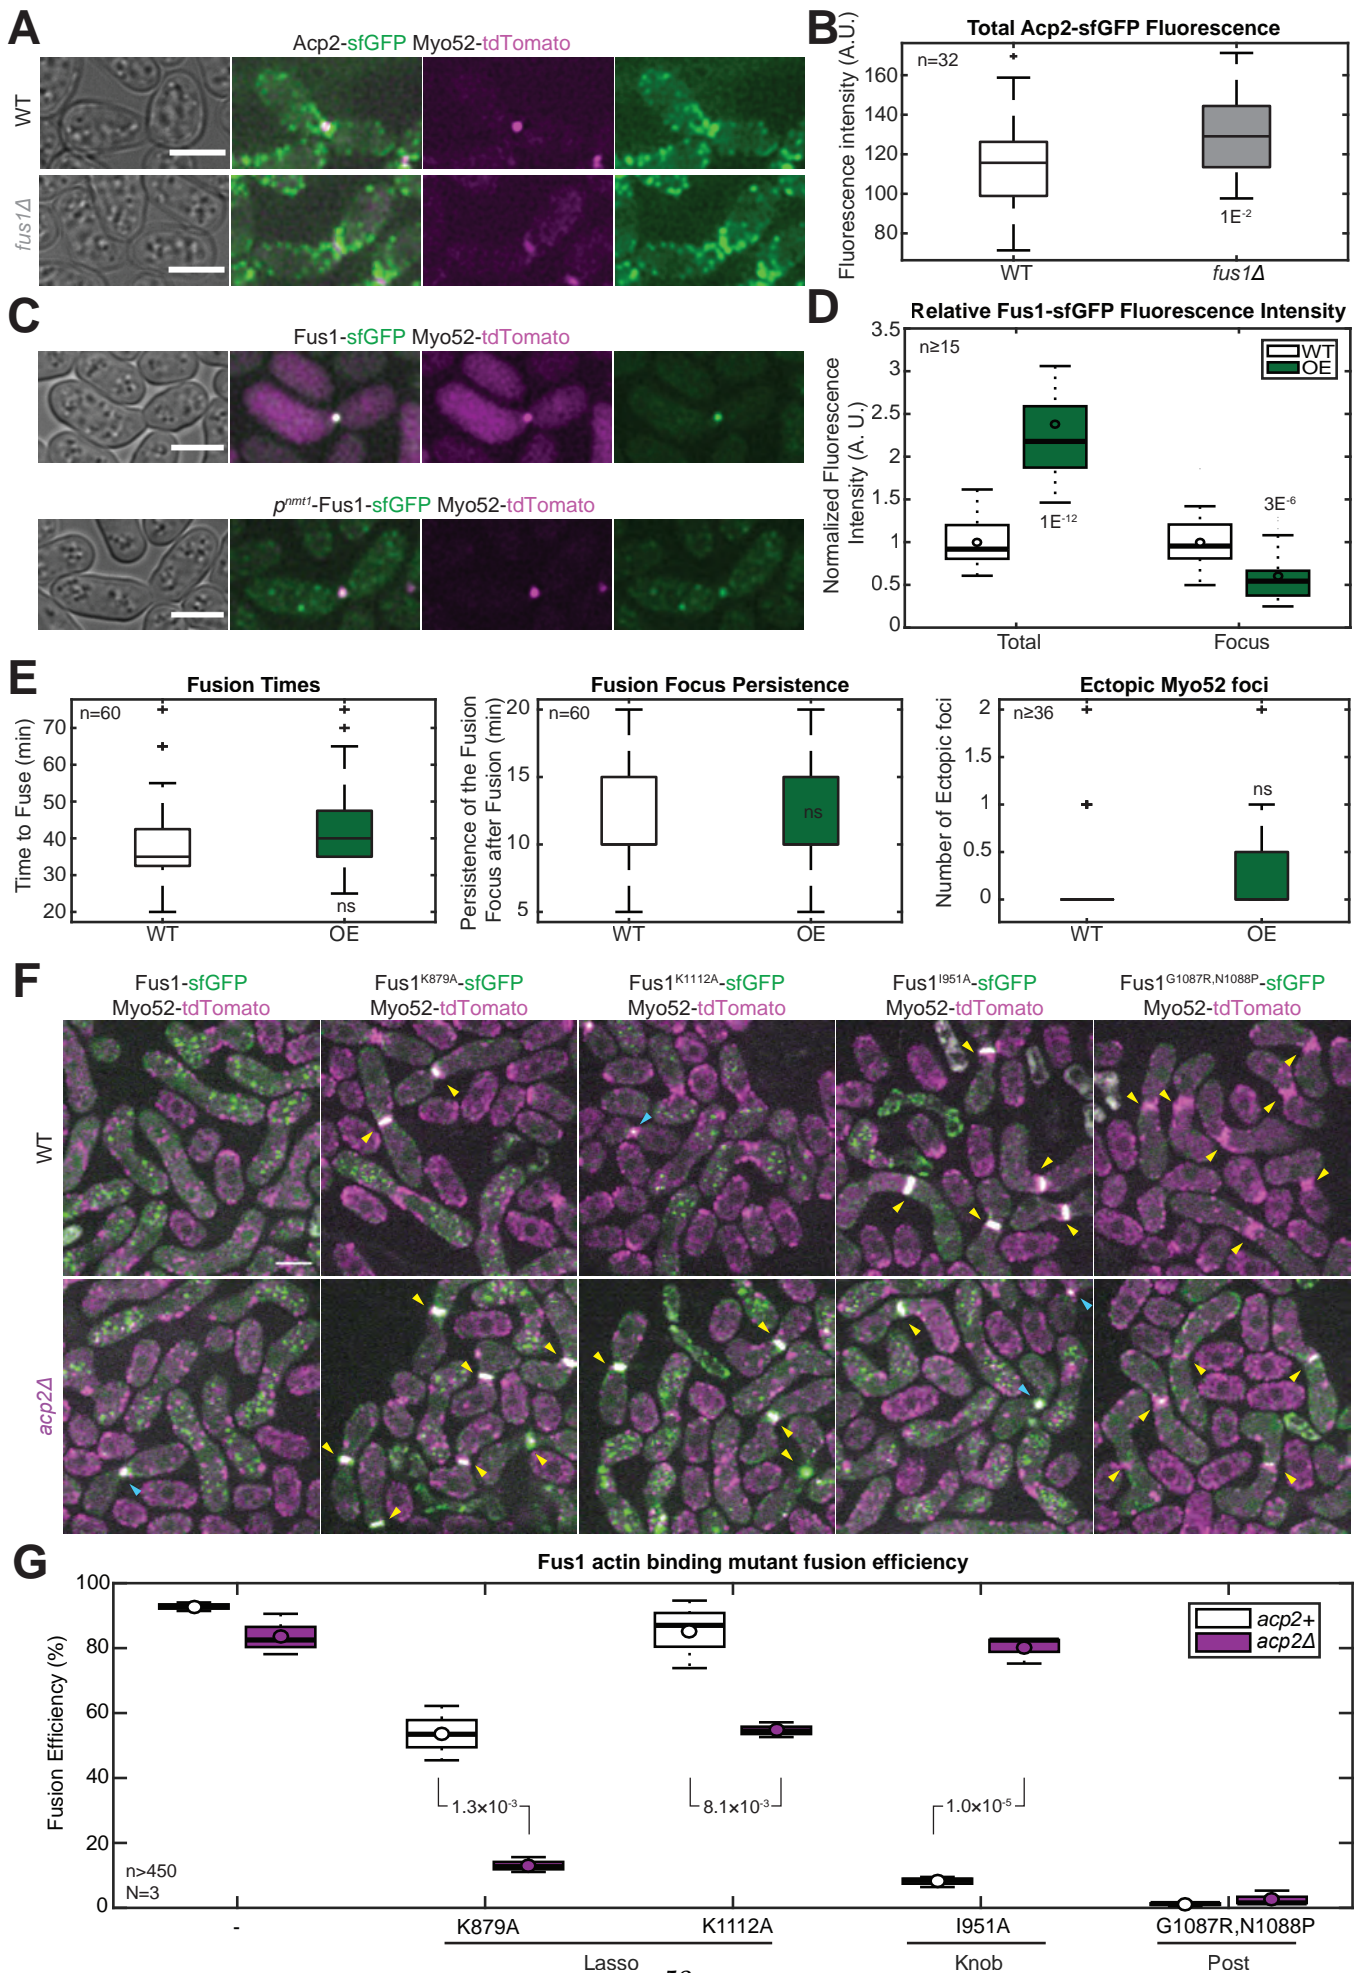 A
Acp2-sfGFP Myo52-tdTomato
WT
fus1Δ
B
Total Acp2-sfGFP Fluorescence
Fluorescence intensity (A.U.)
n=32
160
140
120
100
80
1E-2
WT
fus1Δ
C
Fus1-sfGFP Myo52-tdTomato
pnmt1-Fus1-sfGFP Myo52-tdTomato
D
Relative Fus1-sfGFP Fluorescence Intensity
Normalized Fluorescence
Intensity (A. U.)
n≥15
WT
OE
3.5
3
2.5
2
1.5
1
0.5
0
1E-12
3E-6
Total
Focus
E
Fusion Times
Time to Fuse (min)
n=60
70
60
50
40
30
20
ns
WT
OE
Fusion Focus Persistence
Persistence of the Fusion
Focus after Fusion (min)
n=60
20
15
10
5
ns
WT
OE
Ectopic Myo52 foci
Number of Ectopic foci
n≥36
2
1
0.5
0
ns
WT
OE
F
Fus1-sfGFP
Myo52-tdTomato
Fus1K879A-sfGFP
Myo52-tdTomato
Fus1K1112A-sfGFP
Myo52-tdTomato
Fus1I951A-sfGFP
Myo52-tdTomato
Fus1G1087R,N1088P-sfGFP
Myo52-tdTomato
WT
acp2Δ
G
Fus1 actin binding mutant fusion efficiency
Fusion Efficiency (%)
100
80
60
40
20
0
acp2+
acp2Δ
1.3×10-3
8.1×10-3
1.0×10-5
n>450
N=3
-
K879A
K1112A
I951A
G1087R,N1088P
Lasso
Knob
Post